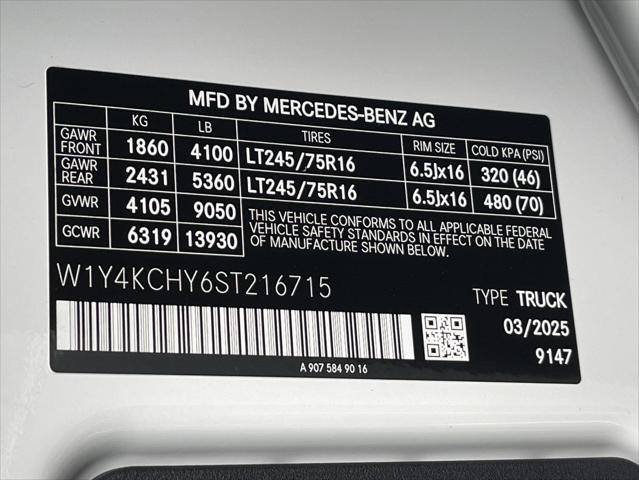 MFD BY MERCEDES-BENZ AG
KG LB TIRES RIM SIZE COLD KPA (PSI)
GAWR FRONT 1860 4100 LT245/75R16 6.5Jx16 320 (46)
GAWR REAR 2431 5360 LT245/75R16 6.5Jx16 480 (70)
GVWR 4105 9050
GCWR 6319 13930
THIS VEHICLE CONFORMS TO ALL APPLICABLE FEDERAL
MOTOR VEHICLE SAFETY STANDARDS IN EFFECT ON THE DATE OF
MANUFACTURE SHOWN ABOVE.
W1Y4KCHY6ST216715
TYPE TRUCK
03/2025
9147
A 907 584 90 16